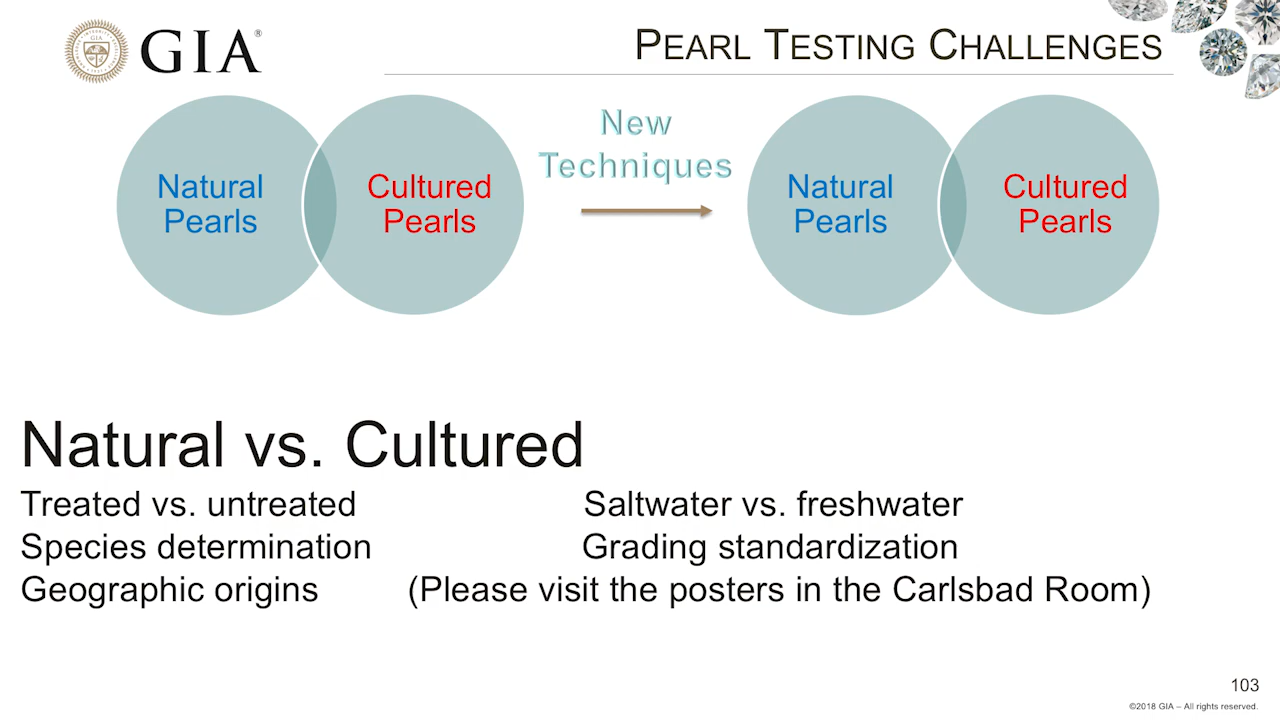 GIA®
PEARL TESTING CHALLENGES
Natural
Pearls
Cultured
Pearls
New
Techniques
Natural
Pearls
Cultured
Pearls
Natural vs. Cultured
Treated vs. untreated Saltwater vs. freshwater
Species determination Grading standardization
Geographic origins (Please visit the posters in the Carlsbad Room)
103
©2018 GIA – All rights reserved.